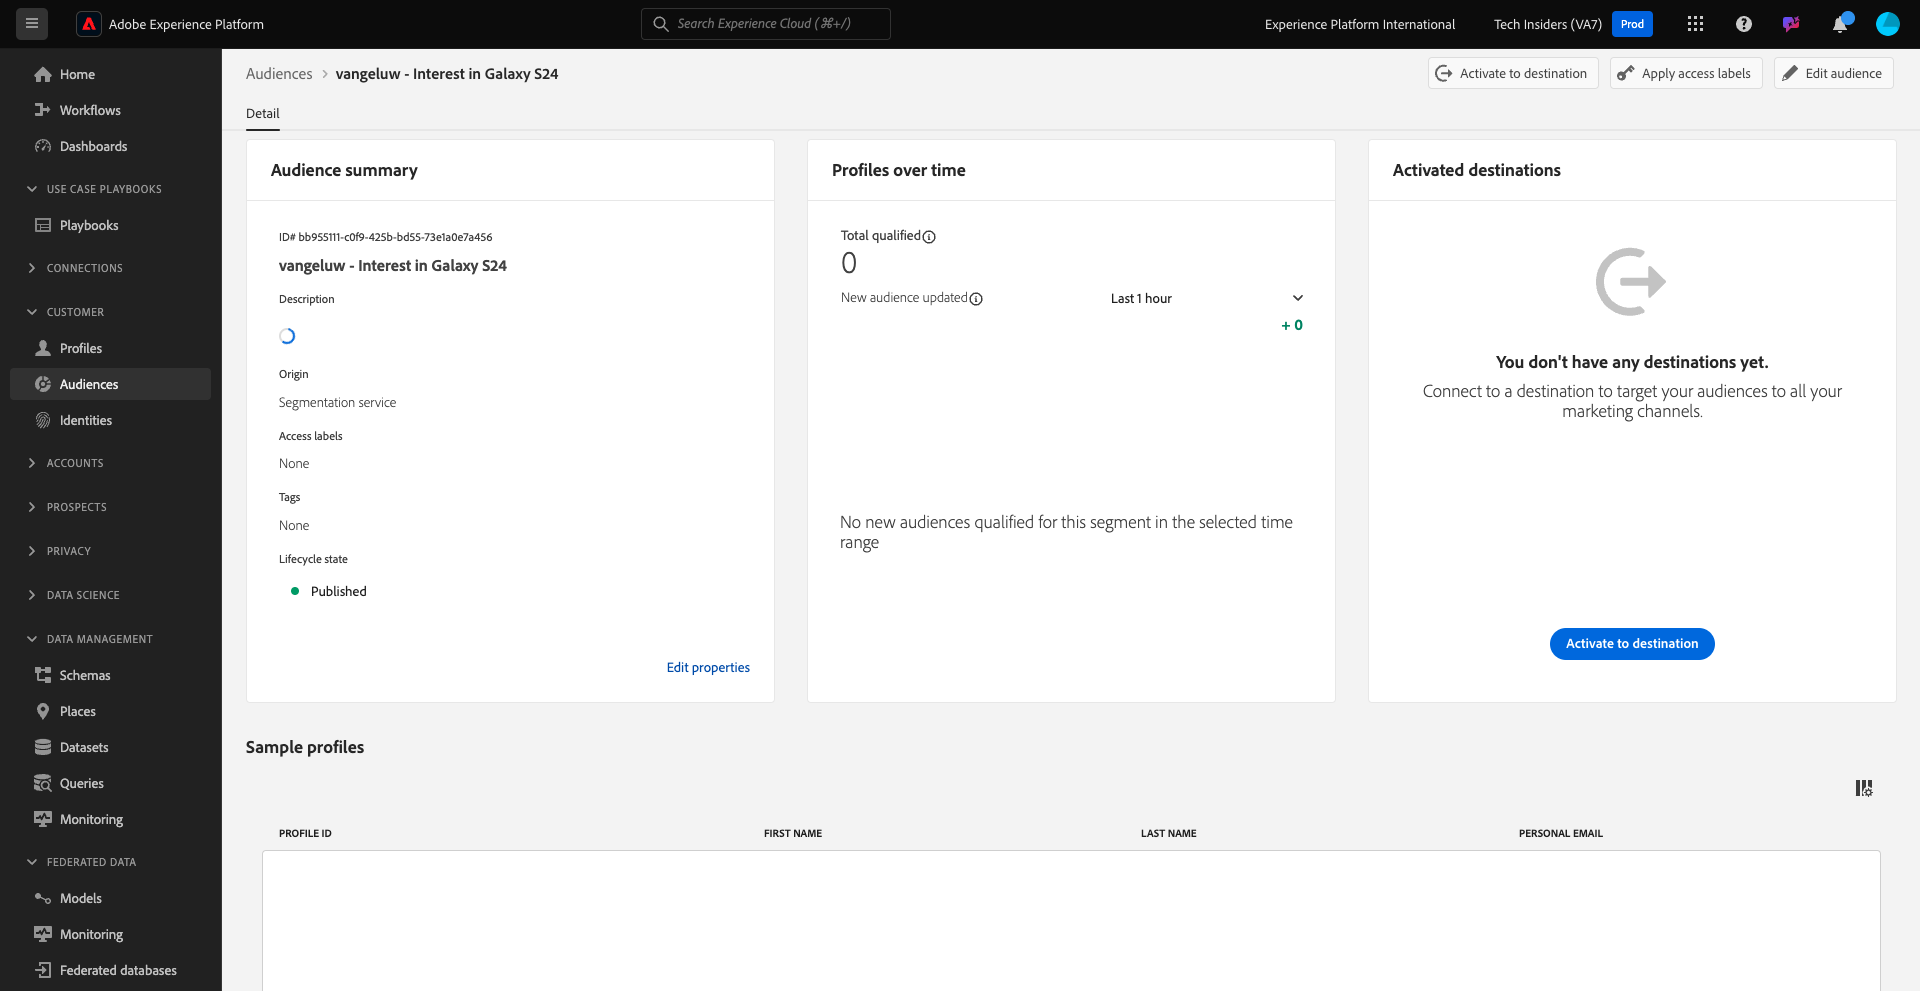 Adobe Experience Platform
Search Experience Cloud (⌘+/)
Experience Platform International
Tech Insiders (VA7)
Prod
Home
Workflows
Dashboards
USE CASE PLAYBOOKS
Playbooks
CONNECTIONS
CUSTOMER
Profiles
Audiences
Identities
ACCOUNTS
PROSPECTS
PRIVACY
DATA SCIENCE
DATA MANAGEMENT
Schemas
Places
Datasets
Queries
Monitoring
FEDERATED DATA
Models
Monitoring
Federated databases
Audiences > vangeluw - Interest in Galaxy S24
Activate to destination
Apply access labels
Edit audience
Detail
Audience summary
ID# bb955111-c0f9-425b-bd55-73e1a0e7a456
vangeluw - Interest in Galaxy S24
Description
Origin
Segmentation service
Access labels
None
Tags
None
Lifecycle state
Published
Edit properties
Profiles over time
Total qualified
0
New audience updated
Last 1 hour
+ 0
No new audiences qualified for this segment in the selected time
range
Activated destinations
You don't have any destinations yet.
Connect to a destination to target your audiences to all your
marketing channels.
Activate to destination
Sample profiles
PROFILE ID
FIRST NAME
LAST NAME
PERSONAL EMAIL